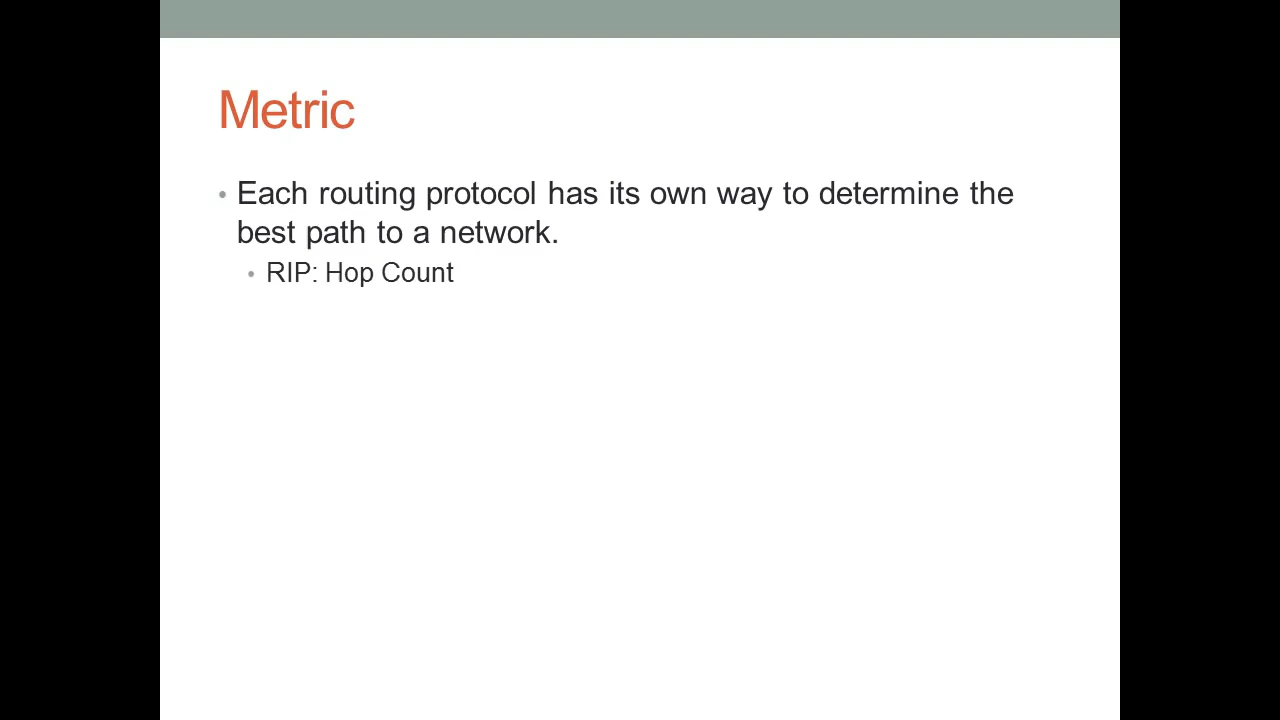 Metric
• Each routing protocol has its own way to determine the
best path to a network.
• RIP: Hop Count